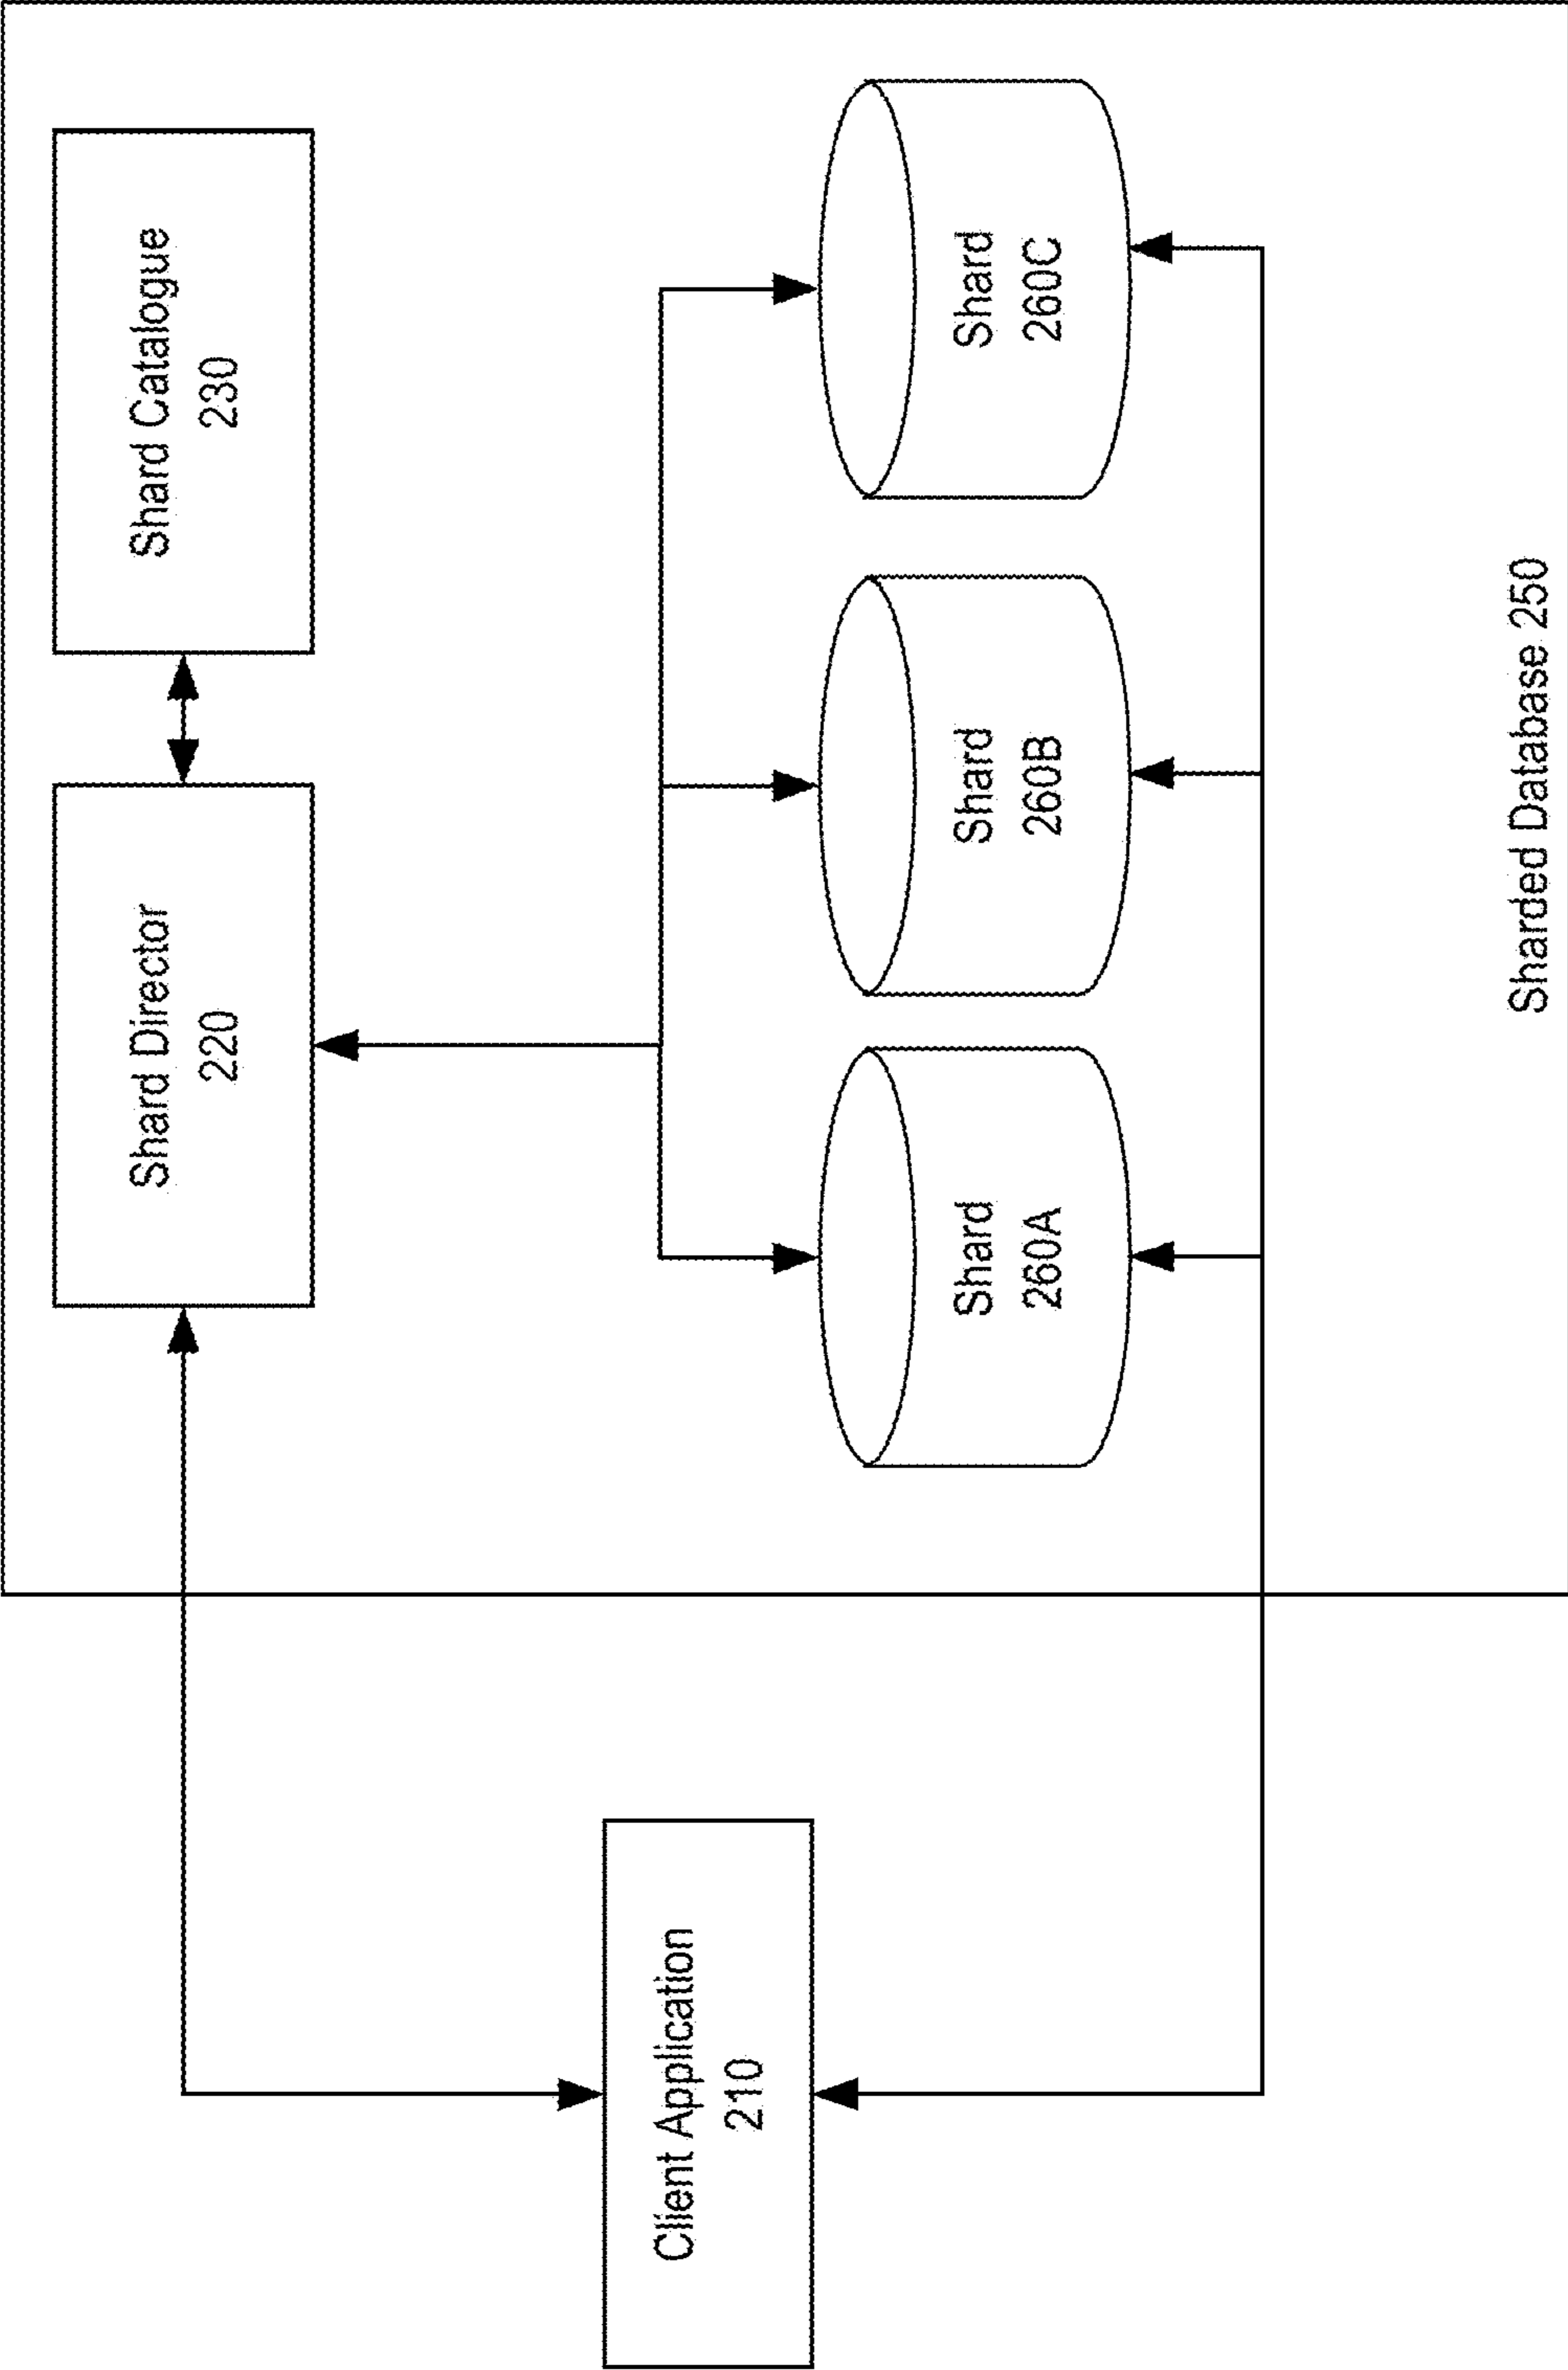 Client Application
210
Shard Director
220
Shard Catalogue
230
Shard
260A
Shard
260B
Shard
260C
Sharded Database 250